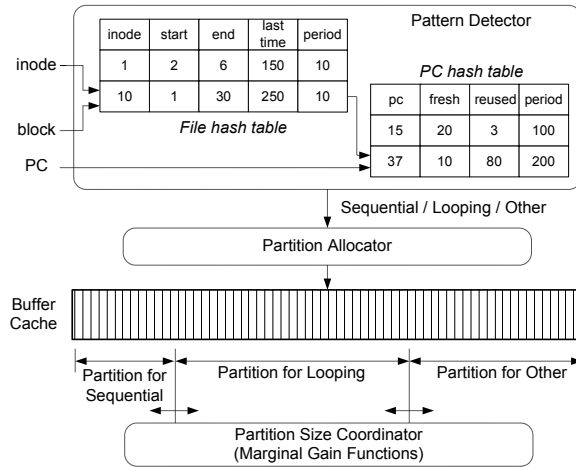 Pattern Detector
inode start end last time period
1 2 6 150 10
10 1 30 250 10
File hash table
inode
block
PC
PC hash table
pc fresh reused period
15 20 3 100
37 10 80 200
Sequential / Looping / Other
Partition Allocator
Buffer
Cache
Partition for
Sequential
Partition for Looping
Partition for Other
Partition Size Coordinator
(Marginal Gain Functions)